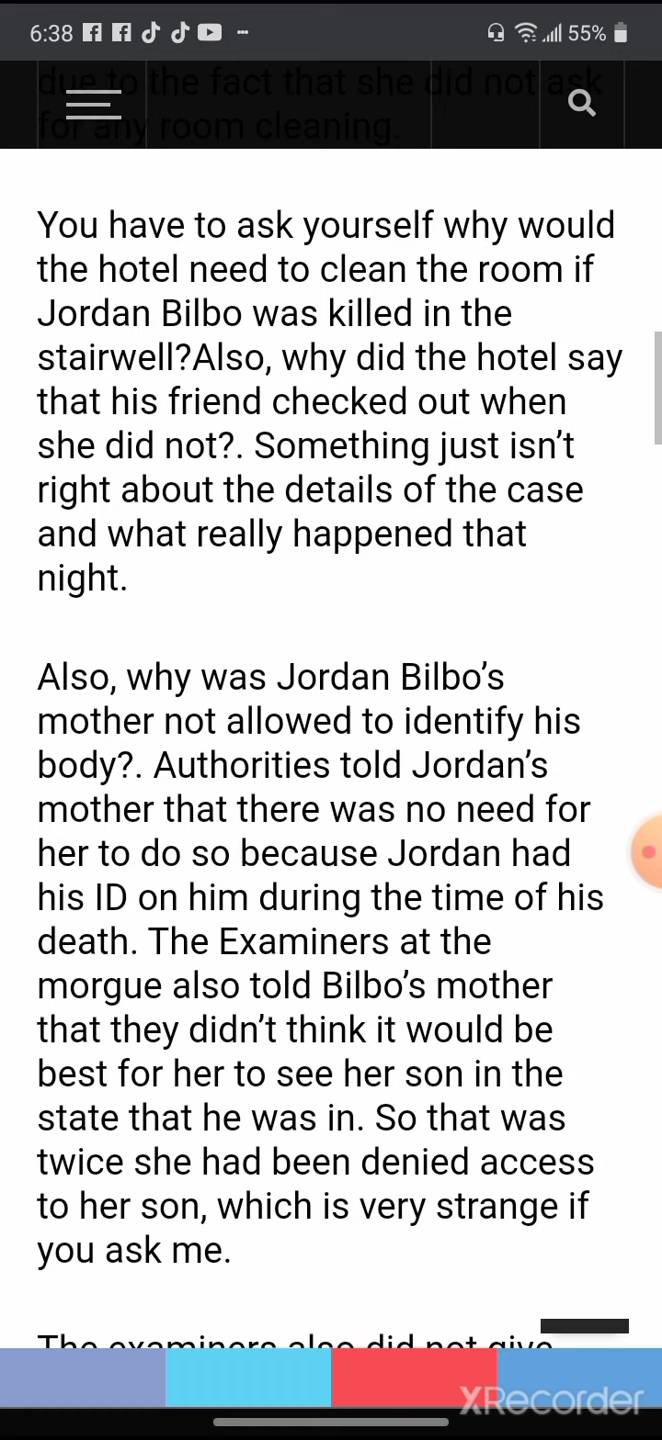 6:38
55%
due to the fact that she did not ask
for any room cleaning.
You have to ask yourself why would
the hotel need to clean the room if
Jordan Bilbo was killed in the
stairwell?Also, why did the hotel say
that his friend checked out when
she did not?. Something just isn’t
right about the details of the case
and what really happened that
night.
Also, why was Jordan Bilbo’s
mother not allowed to identify his
body?. Authorities told Jordan’s
mother that there was no need for
her to do so because Jordan had
his ID on him during the time of his
death. The Examiners at the
morgue also told Bilbo’s mother
that they didn’t think it would be
best for her to see her son in the
state that he was in. So that was
twice she had been denied access
to her son, which is very strange if
you ask me.
The examiners also did not give
XRecorder